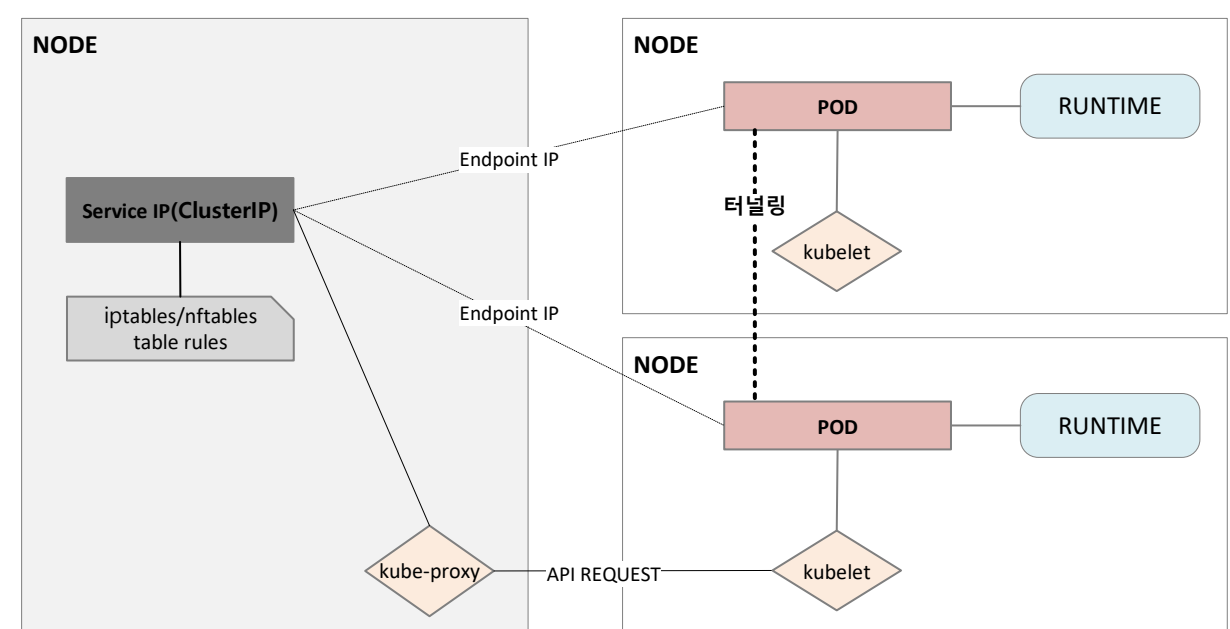 NODE
Service IP(ClusterIP)
iptables/nftables
table rules
kube-proxy
Endpoint IP
Endpoint IP
API REQUEST
NODE
POD
RUNTIME
터널링
kubelet
NODE
POD
RUNTIME
kubelet